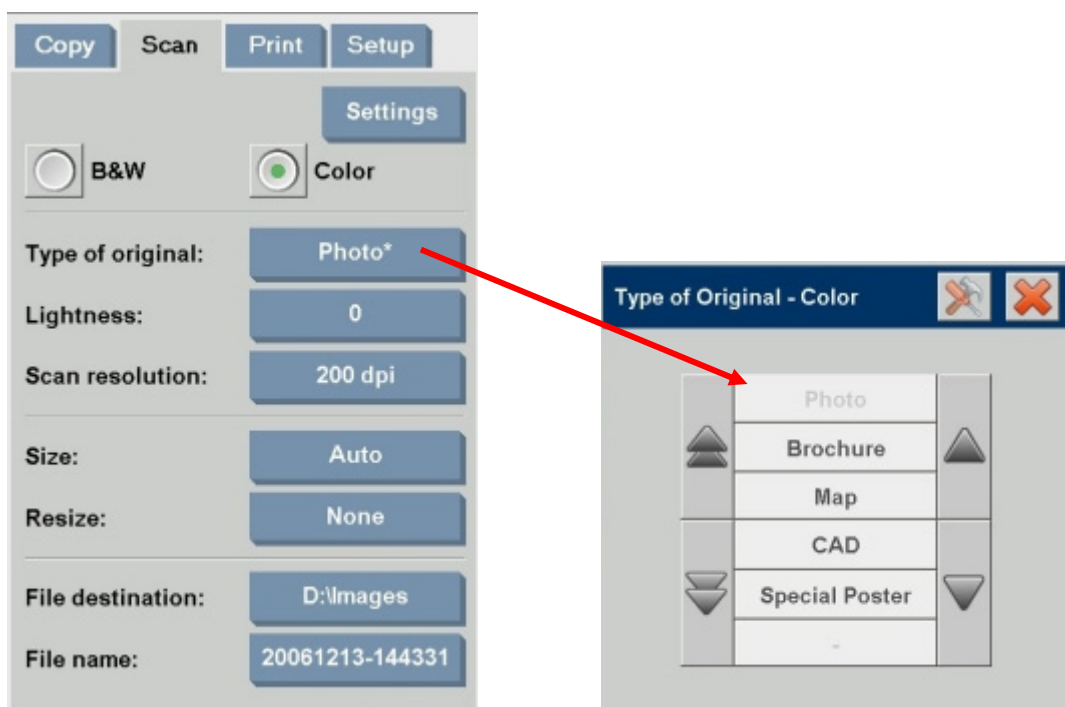 Copy Scan Print Setup
Settings
B&W Color
Type of original: Photo*
Lightness: 0
Scan resolution: 200 dpi
Size: Auto
Resize: None
File destination: D:\Images
File name: 20061213-144331
Type of Original - Color
Photo
Brochure
Map
CAD
Special Poster
-